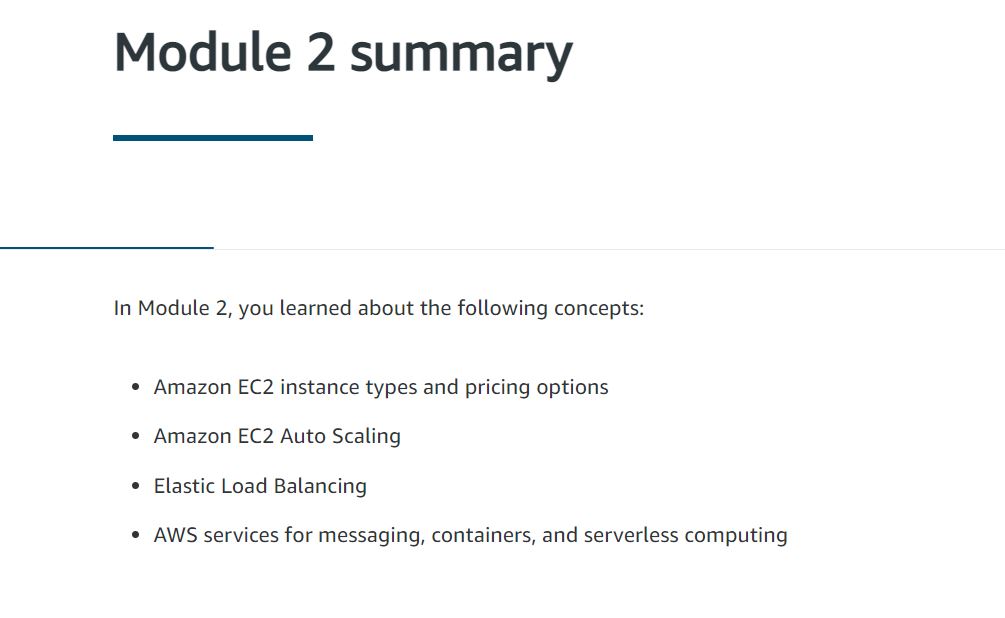 Module 2 summary
In Module 2, you learned about the following concepts:
• Amazon EC2 instance types and pricing options
• Amazon EC2 Auto Scaling
• Elastic Load Balancing
• AWS services for messaging, containers, and serverless computing